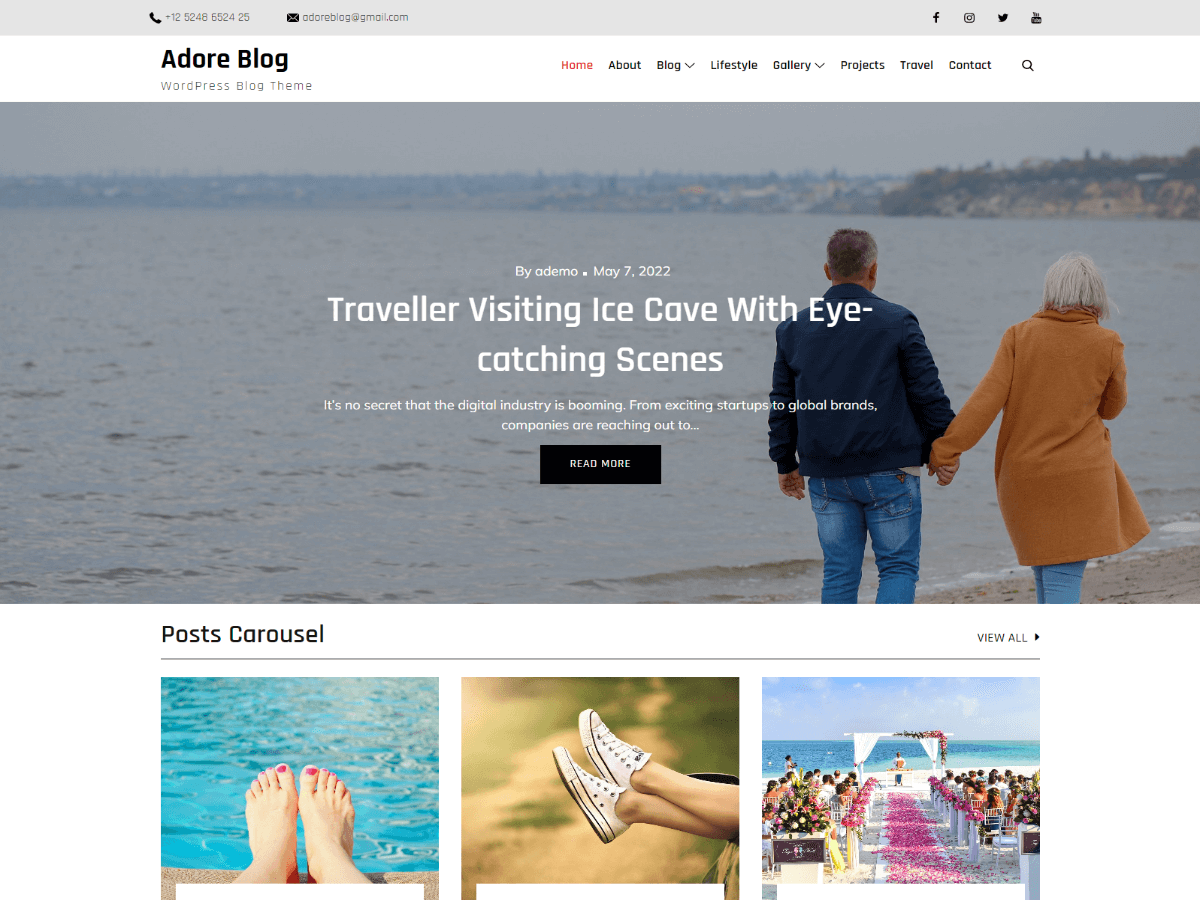 +12 5248 6524 25
adoreblog@gmail.com
Adore Blog
WordPress Blog Theme
Home About Blog Lifestyle Gallery Projects Travel Contact
By ademo May 7, 2022
Traveller Visiting Ice Cave With Eye-
catching Scenes
It's no secret that the digital industry is booming. From exciting startups to global brands,
companies are reaching out to...
READ MORE
Posts Carousel
VIEW ALL